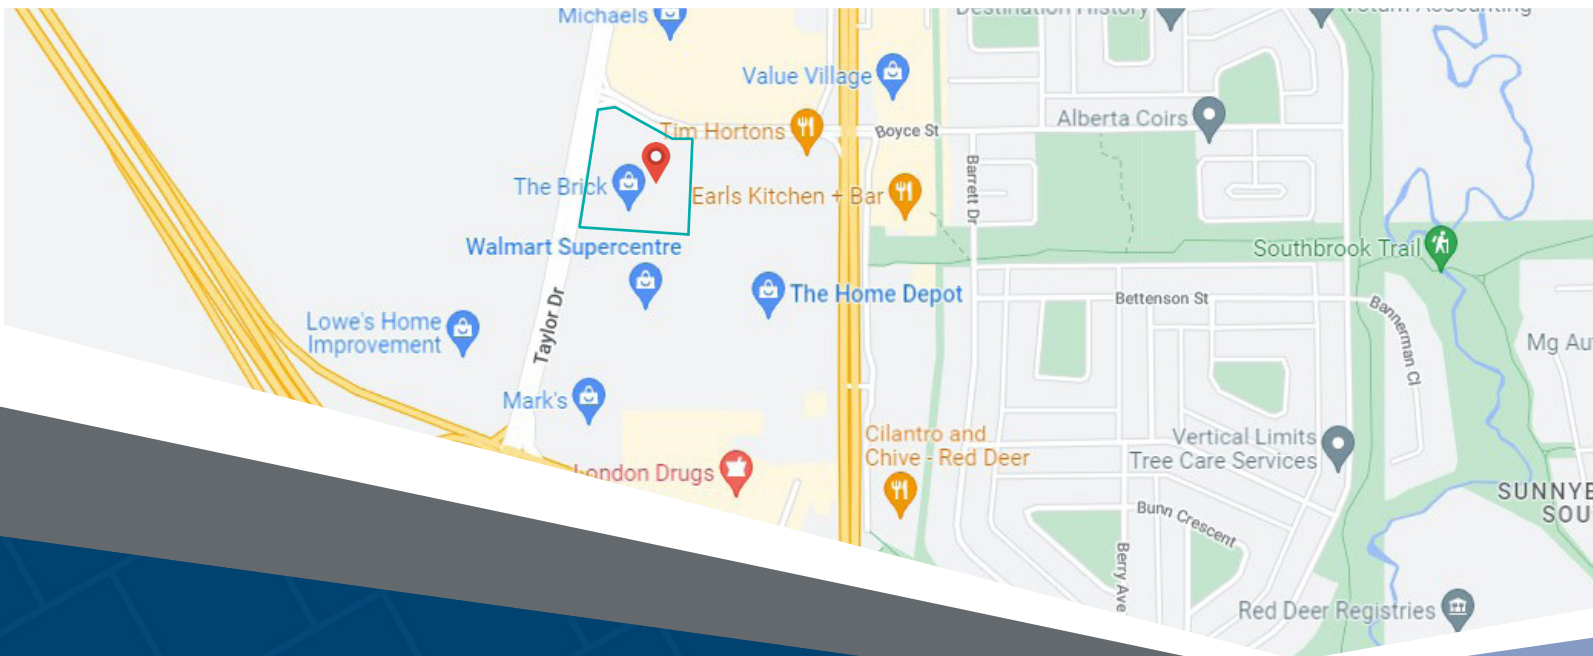 Michaels
Destination History
Value Village
Tim Hortons
Boyce St
Alberta Coirs
Barrett Dr
The Brick
Earls Kitchen + Bar
Walmart Supercentre
Southbrook Trail
The Home Depot
Bettenson St
Bannerman Cl
Taylor Dr
Lowe's Home
Improvement
Mg Au
Mark's
Cilantro and
Chive - Red Deer
Vertical Limits
Tree Care Services
London Drugs
SUNNYB
SOU
Bunn Crescent
Berry Ave
Red Deer Registries